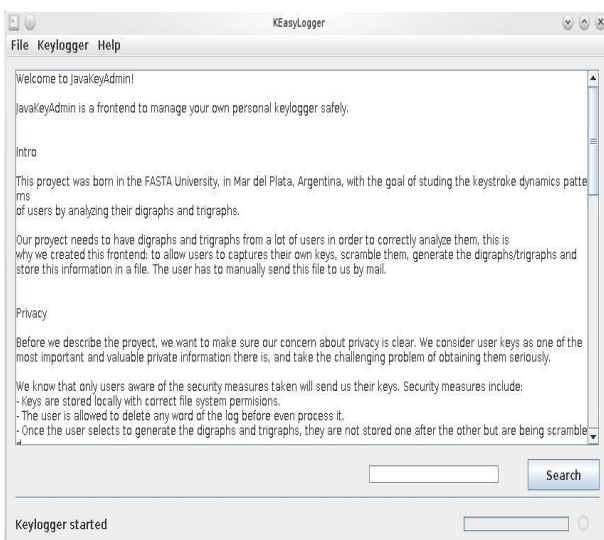 KEasyLogger
File Keylogger Help
Welcome to JavaKeyAdmin!
JavaKeyAdmin is a frontend to manage your own personal keylogger safely.
Intro
This proyect was born in the FASTA University, in Mar del Plata, Argentina, with the goal of studing the keystroke dynamics patte
rns
of users by analyzing their digraphs and trigraphs.
Our proyect needs to have digraphs and trigraphs from a lot of users in order to correctly analyze them, this is
why we created this frontend: to allow users to captures their own keys, scramble them, generate the digraphs/trigraphs and
store this information in a file. The user has to manually send this file to us by mail.
Privacy
Before we describe the proyect, we want to make sure our concern about privacy is clear. We consider user keys as one of the
most important and valuable private information there is, and take the challenging problem of obtaining them seriously.
We know that only users aware of the security measures taken will send us their keys. Security measures include:
- Keys are stored locally with correct file system permisions.
- The user is allowed to delete any word of the log before even process it.
- Once the user selects to generate the digraphs and trigraphs, they are not stored one after the other but are being scramble
Search
Keylogger started